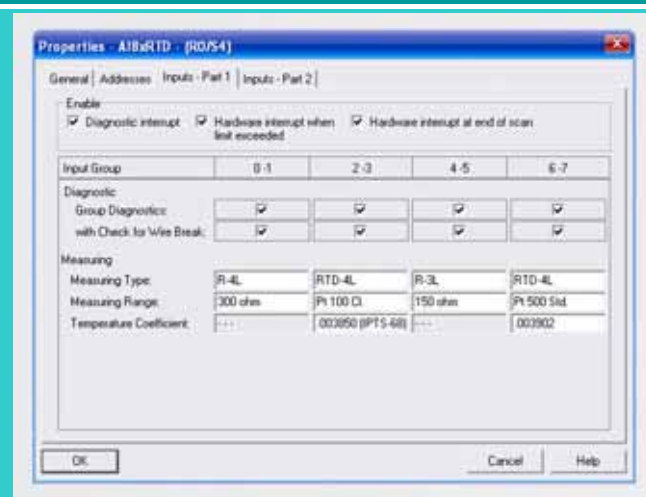 Properties - AI8xRTD - (R0/S4)
General Addresses Inputs - Part 1 Inputs - Part 2
Enable
Diagnostic interrupt Hardware interrupt when limit exceeded Hardware interrupt at end of scan
Input Group 0-1 2-3 4-5 6-7
Diagnostic
Group Diagnostics:
with Check for Wire Break:
Measuring
Measuring Type: R-4L RTD-4L R-3L RTD-4L
Measuring Range: 300 ohm Pt 100 Cl. 150 ohm Pt 500 Std.
Temperature Coefficient: --- .003850 (IPTS-68) --- .003902
OK Cancel Help